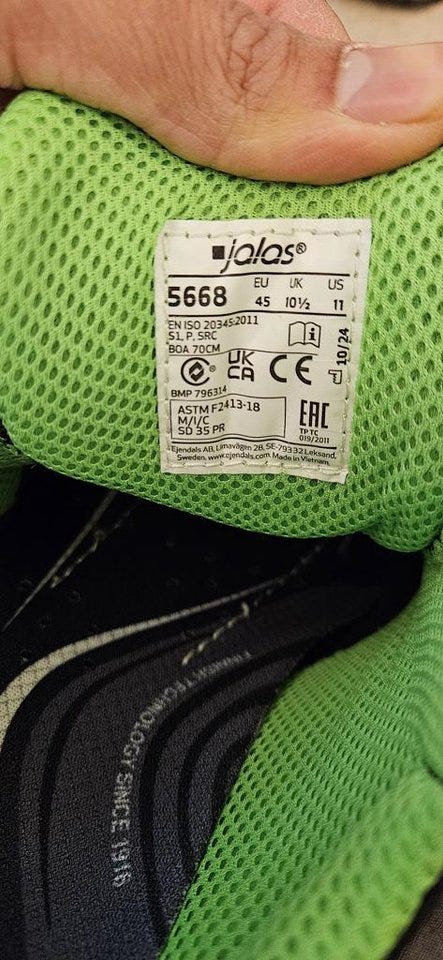 jalas®
EU UK US
5668 45 10½ 11
EN ISO 20345:2011
S1, P, SRC
BOA 70CM
10/24
UK
CA CE
BMP 796314
ASTM F2413-18
M/I/C
SD 35 PR
EAC
TP TC
019/2011
Ejendals AB, Limavägen 28, SE-79332 Leksand,
Sweden. www.ejendals.com Made in Vietnam
FINNISH TECHNOLOGY SINCE 1916